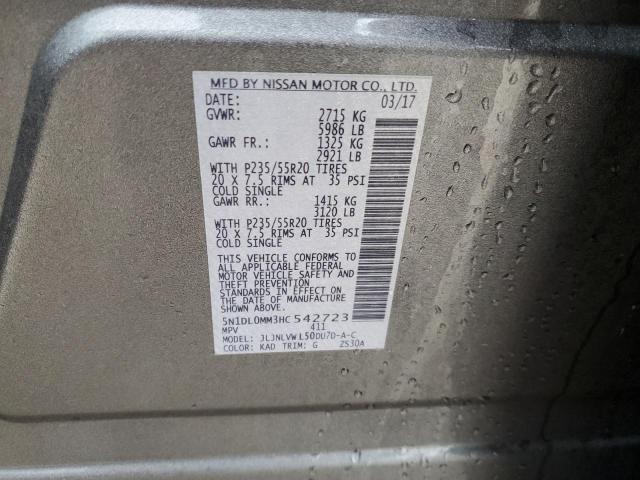 MFD BY NISSAN MOTOR CO., LTD.
DATE: 03/17
GVWR: 2715 KG
5986 LB
GAWR FR.: 1325 KG
2921 LB
WITH P235/55R20 TIRES
20 X 7.5 RIMS AT 35 PSI
COLD SINGLE
GAWR RR.: 1415 KG
3120 LB
WITH P235/55R20 TIRES
20 X 7.5 RIMS AT 35 PSI
COLD SINGLE
THIS VEHICLE CONFORMS TO
ALL APPLICABLE FEDERAL
MOTOR VEHICLE SAFETY AND
THEFT PREVENTION
STANDARDS IN EFFECT ON
THE DATE OF MANUFACTURE
SHOWN ABOVE.
5N1DL0MM3HC542723
MPV 411
MODEL: JLJNLVWL50DU7D-A-C
COLOR: KAD TRIM: G ZS30A